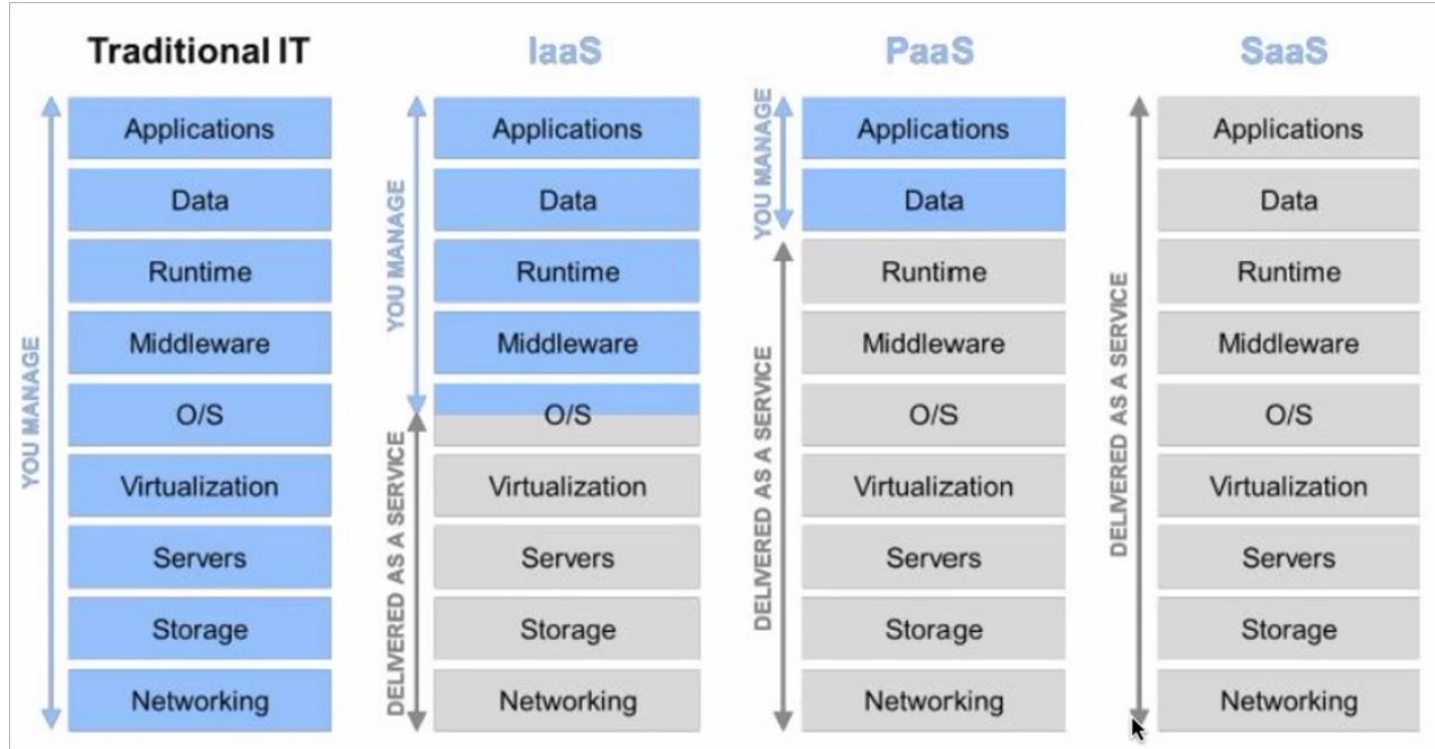 Traditional IT
YOU MANAGE
Applications
Data
Runtime
Middleware
O/S
Virtualization
Servers
Storage
Networking
IaaS
YOU MANAGE
DELIVERED AS A SERVICE
Applications
Data
Runtime
Middleware
O/S
Virtualization
Servers
Storage
Networking
PaaS
YOU MANAGE
DELIVERED AS A SERVICE
Applications
Data
Runtime
Middleware
O/S
Virtualization
Servers
Storage
Networking
SaaS
DELIVERED AS A SERVICE
Applications
Data
Runtime
Middleware
O/S
Virtualization
Servers
Storage
Networking